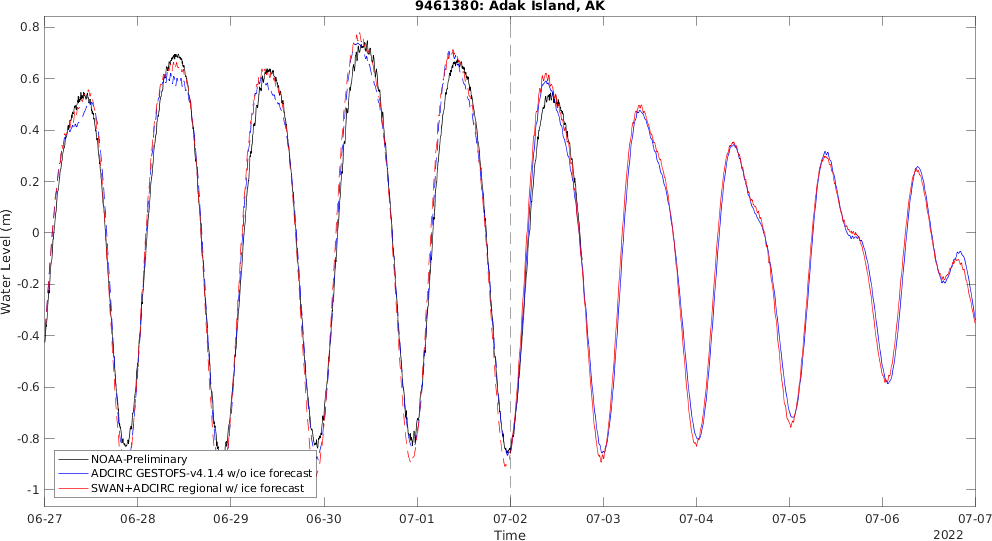 9461380: Adak Island, AK
0.8
0.6
0.4
0.2
0
-0.2
-0.4
-0.6
-0.8
-1
Water Level (m)
NOAA-Preliminary
ADCIRC GESTOFS-v4.1.4 w/o ice forecast
SWAN+ADCIRC regional w/ ice forecast
06-27 06-28 06-29 06-30 07-01 07-02 07-03 07-04 07-05 07-06 07-07
Time
2022